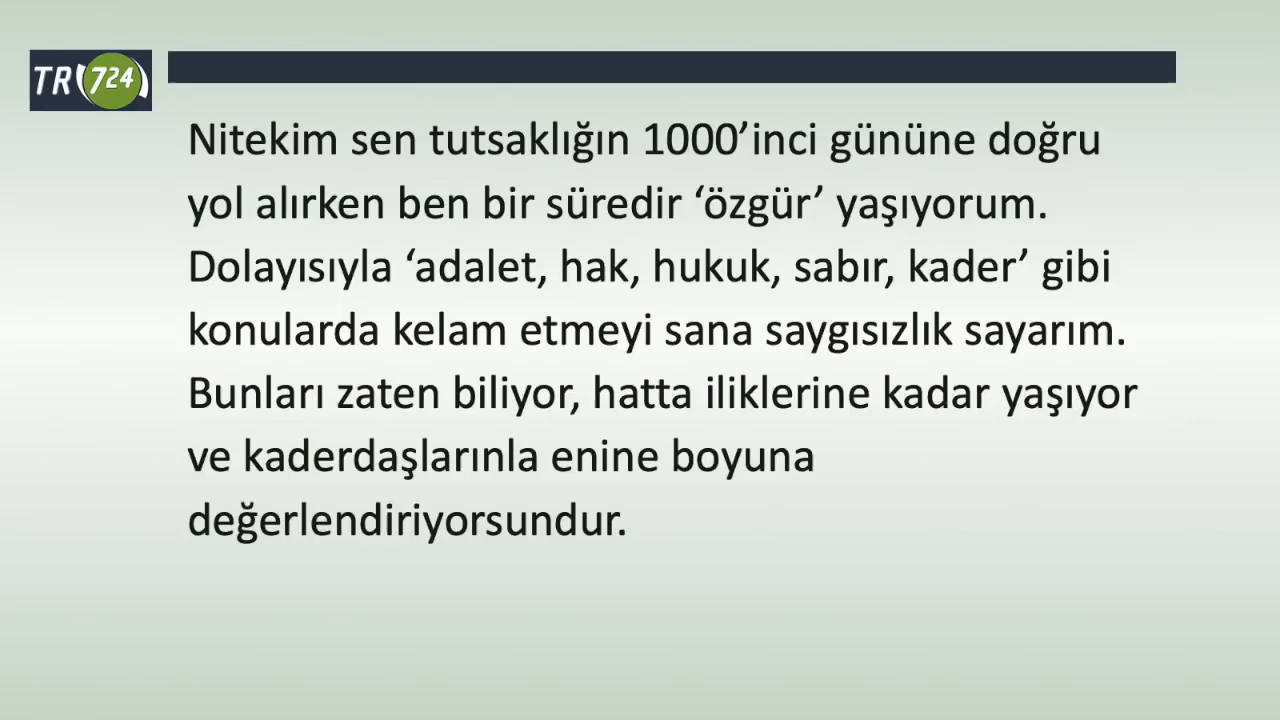 TR 724
Nitekim sen tutsaklığın 1000’inci gününe doğru
yol alırken ben bir süredir ‘özgür’ yaşıyorum.
Dolayısıyla ‘adalet, hak, hukuk, sabır, kader’ gibi
konularda kelam etmeyi sana saygısızlık sayarım.
Bunları zaten biliyor, hatta iliklerine kadar yaşıyor
ve kaderdaşlarınla enine boyuna
değerlendiriyorsundur.